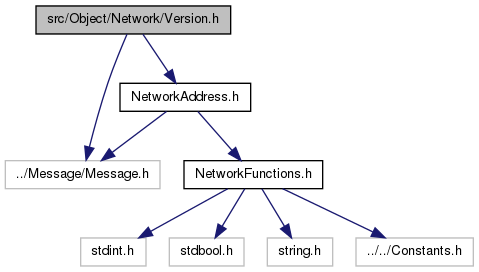 src/Object/Network/Version.h
NetworkAddress.h
../Message/Message.h
NetworkFunctions.h
stdint.h
stdbool.h
string.h
../../Constants.h